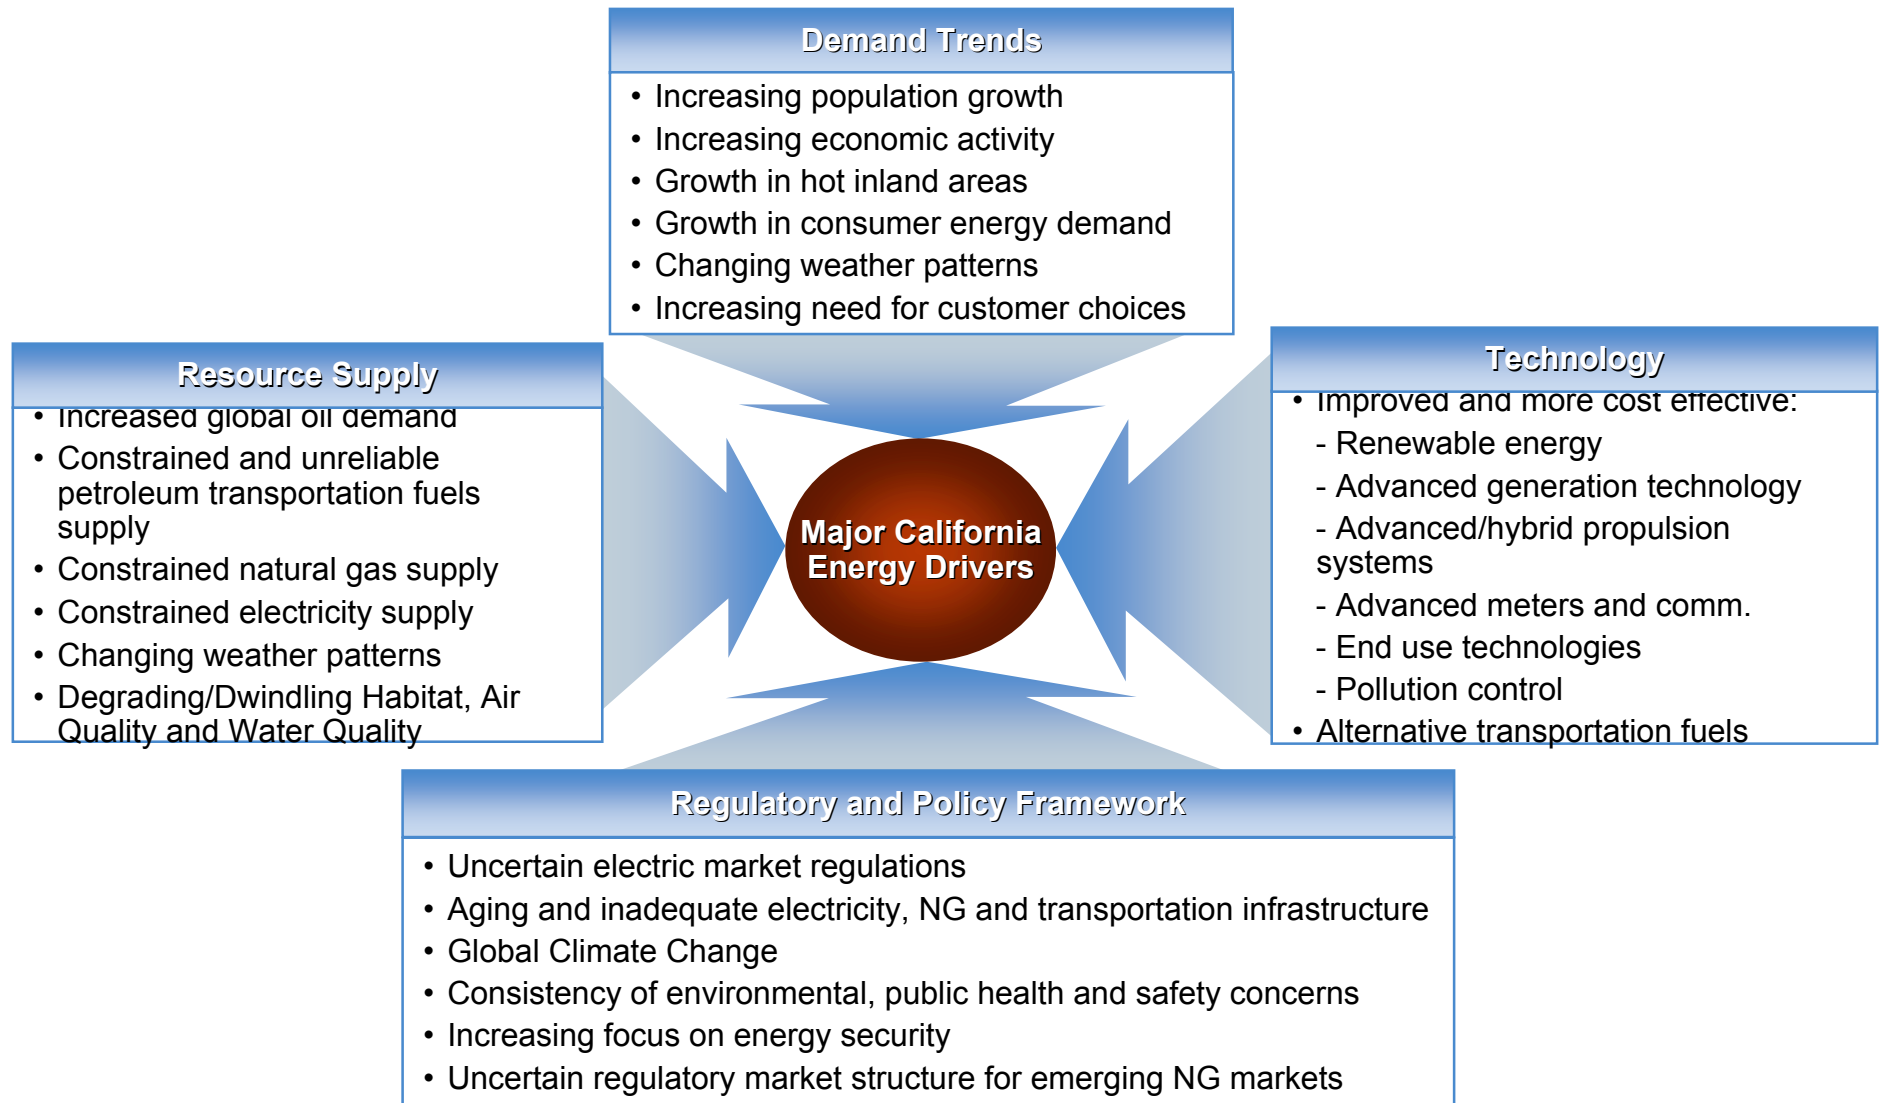 Demand Trends
• Increasing population growth
• Increasing economic activity
• Growth in hot inland areas
• Growth in consumer energy demand
• Changing weather patterns
• Increasing need for customer choices
Resource Supply
• Increased global oil demand
• Constrained and unreliable
petroleum transportation fuels
supply
• Constrained natural gas supply
• Constrained electricity supply
• Changing weather patterns
• Degrading/Dwindling Habitat, Air
Quality and Water Quality
Major California
Energy Drivers
Technology
• Improved and more cost effective:
- Renewable energy
- Advanced generation technology
- Advanced/hybrid propulsion
systems
- Advanced meters and comm.
- End use technologies
- Pollution control
• Alternative transportation fuels
Regulatory and Policy Framework
• Uncertain electric market regulations
• Aging and inadequate electricity, NG and transportation infrastructure
• Global Climate Change
• Consistency of environmental, public health and safety concerns
• Increasing focus on energy security
• Uncertain regulatory market structure for emerging NG markets